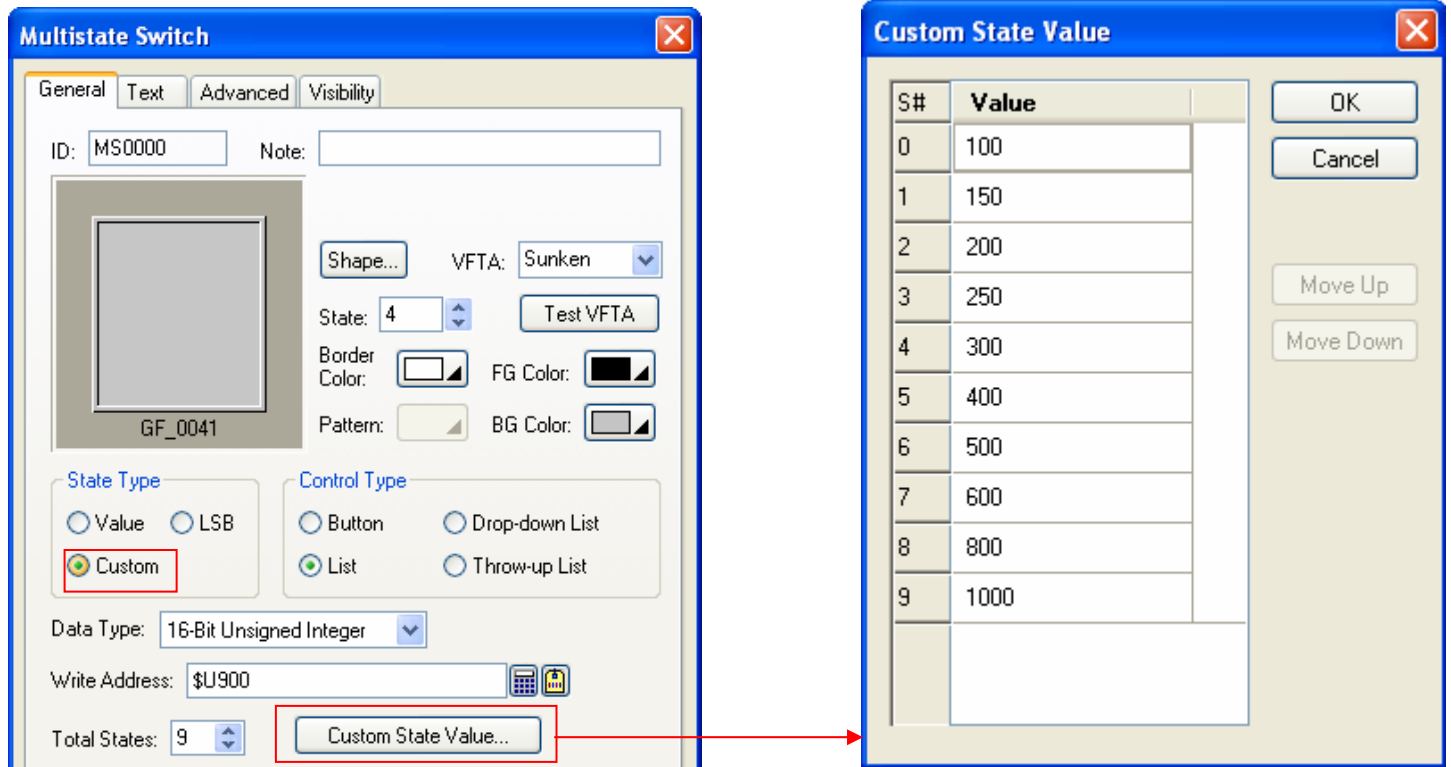 Multistate Switch
General Text Advanced Visibility
ID: MS0000 Note:
GF_0041
Shape... VFTA: Sunken
State: 4 Test VFTA
Border Color: FG Color:
Pattern: BG Color:
State Type
Value LSB
Custom
Control Type
Button Drop-down List
List Throw-up List
Data Type: 16-Bit Unsigned Integer
Write Address: $U900
Total States: 9 Custom State Value...
Custom State Value
S# Value
0 100
1 150
2 200
3 250
4 300
5 400
6 500
7 600
8 800
9 1000
OK
Cancel
Move Up
Move Down